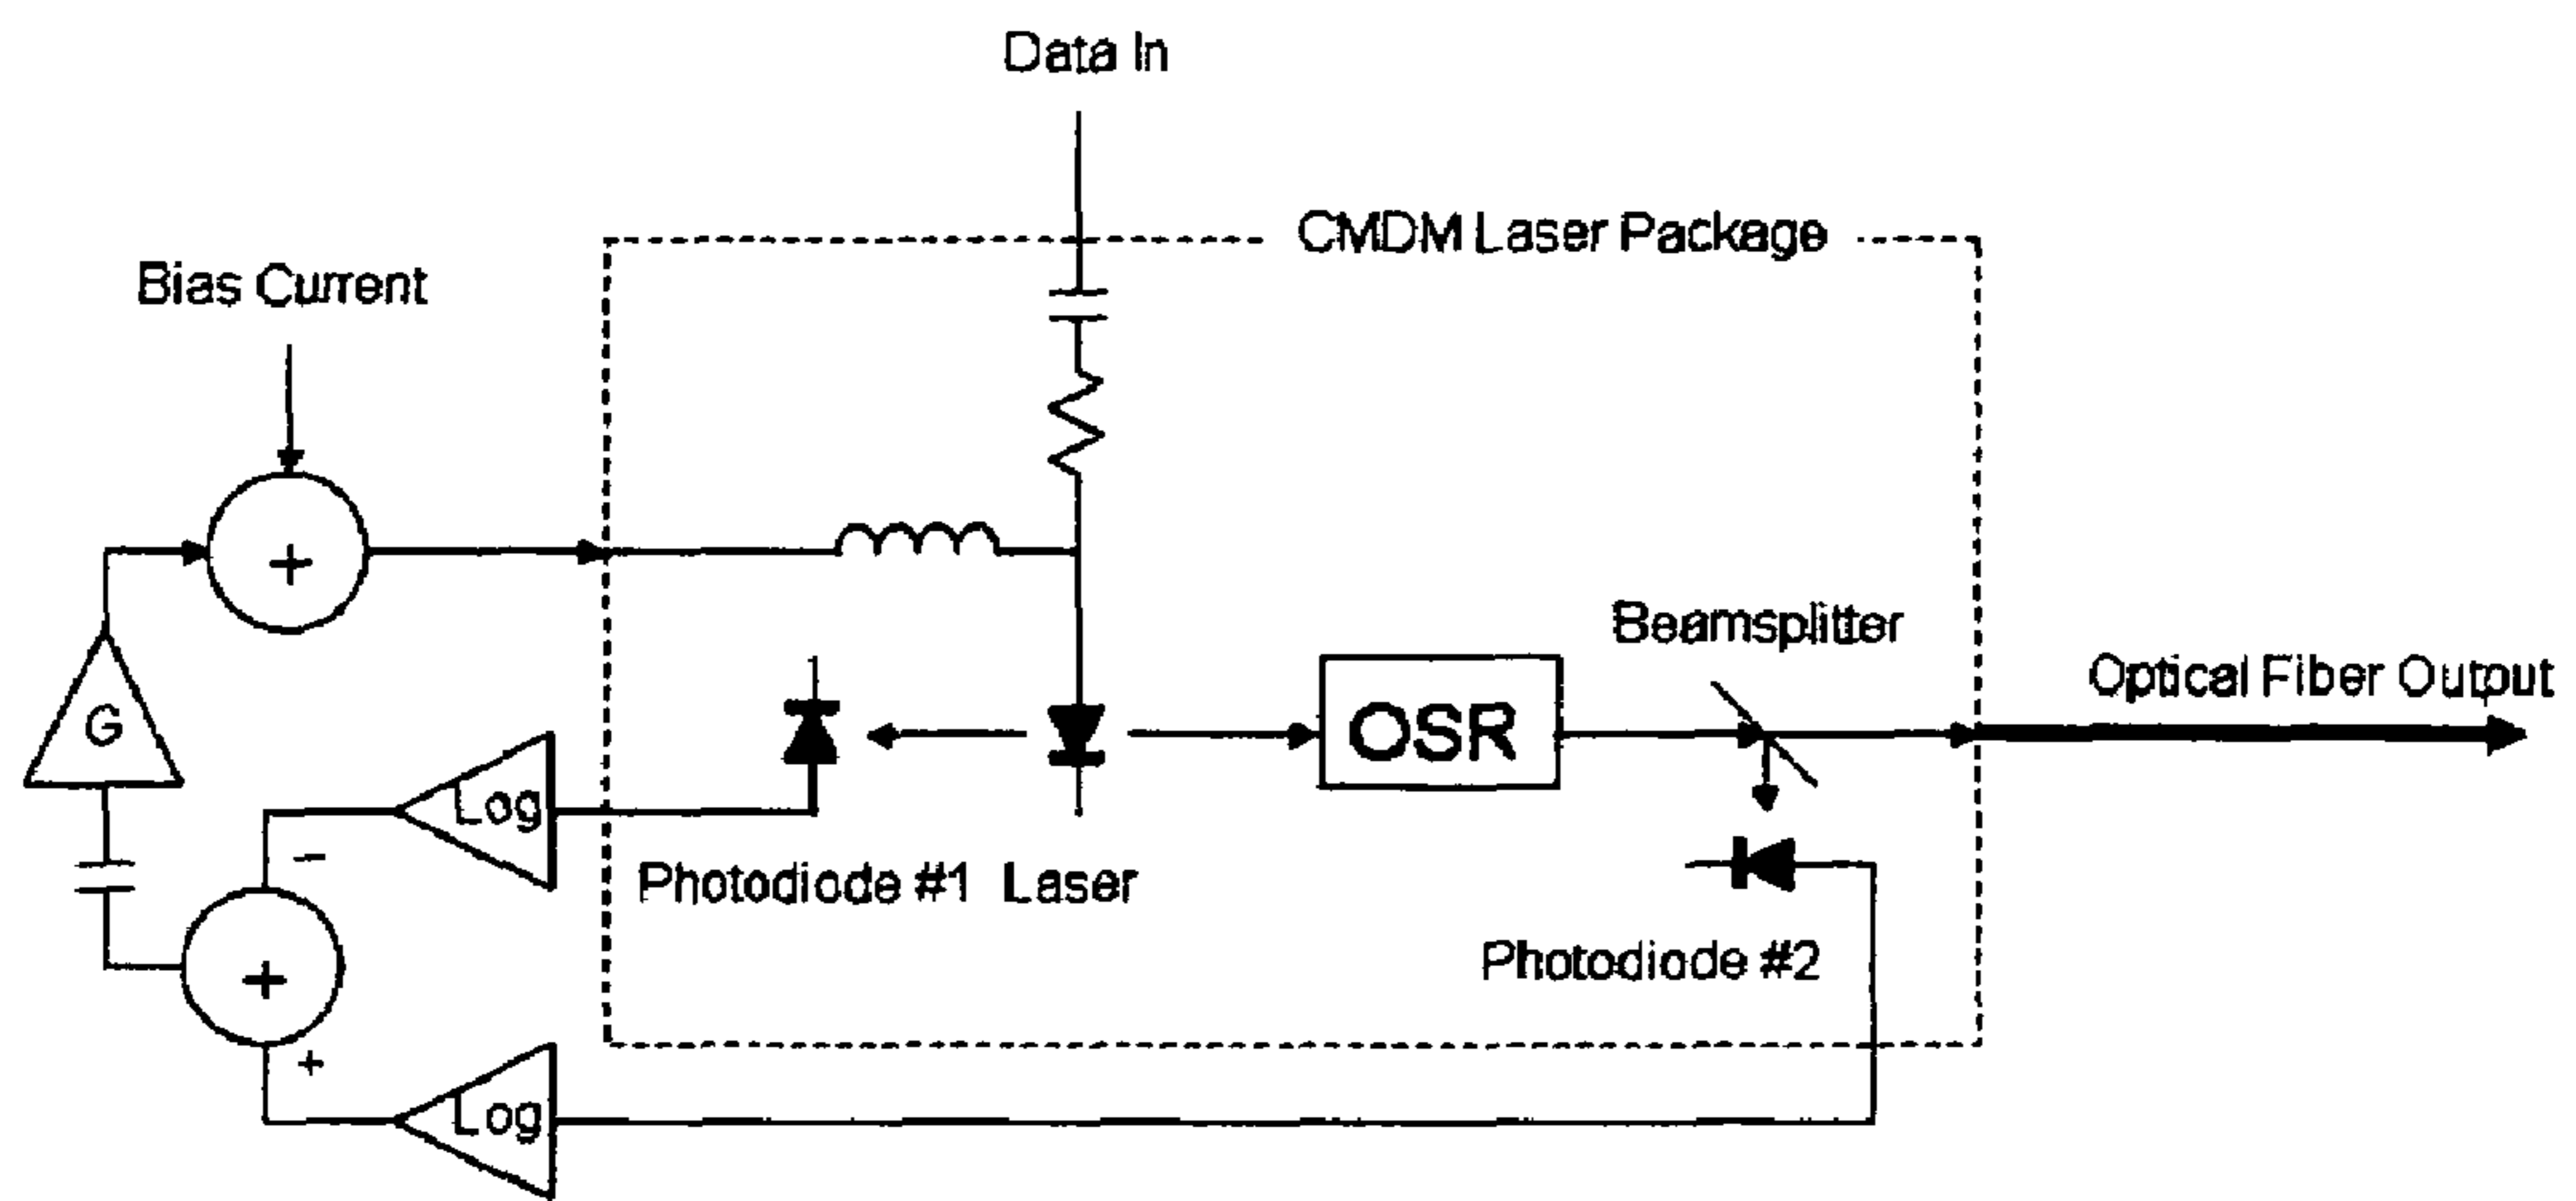 Data In
CMDM Laser Package
Bias Current
+
Beamsplitter
Optical Fiber Output
G
OSR
Log
Photodiode #1 Laser
−
+
Photodiode #2
+
Log